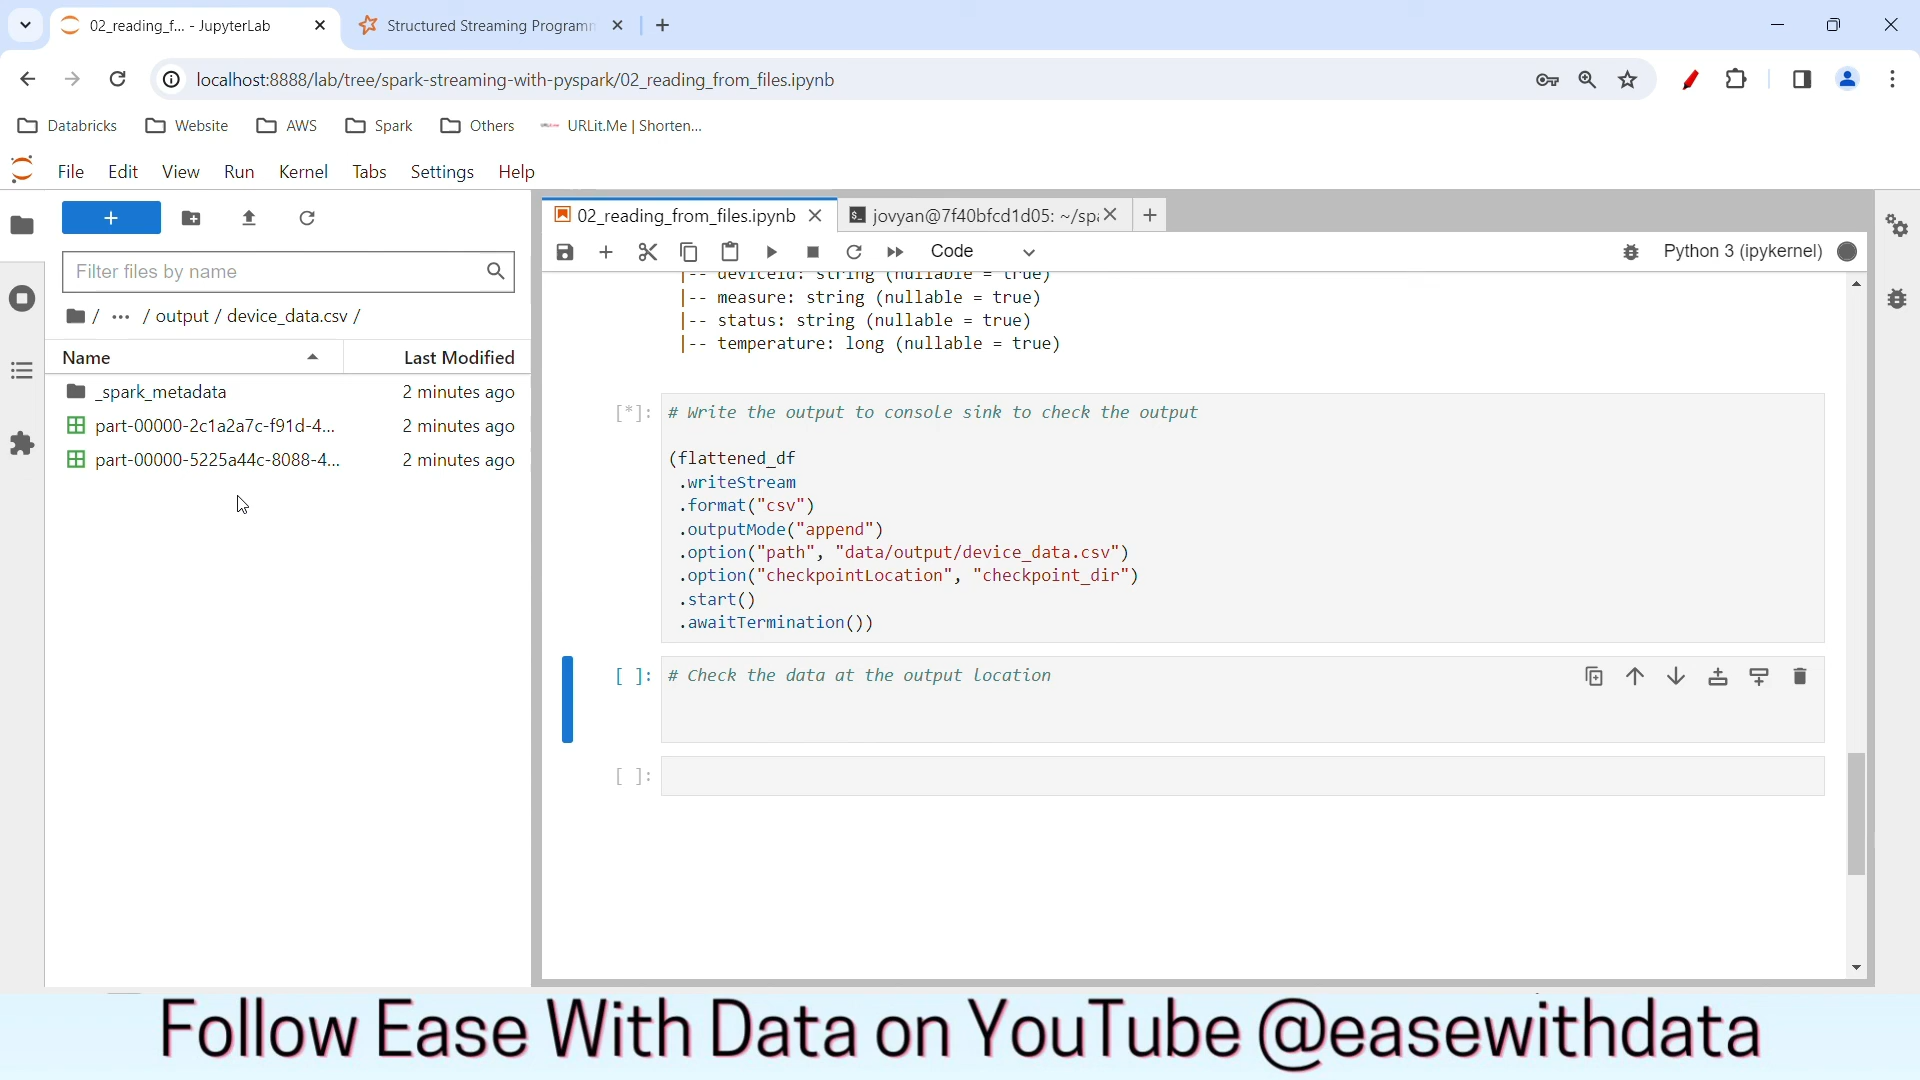 02_reading_f... - JupyterLab
Structured Streaming Programm
localhost:8888/lab/tree/spark-streaming-with-pyspark/02_reading_from_files.ipynb
Databricks
Website
AWS
Spark
Others
URLit.Me | Shorten...
File
Edit
View
Run
Kernel
Tabs
Settings
Help
02_reading_from_files.ipynb
jovyan@7f40bfcd1d05: ~/spa
Code
Python 3 (ipykernel)
Filter files by name
/ ... / output / device_data.csv /
Name
Last Modified
_spark_metadata
2 minutes ago
part-00000-2c1a2a7c-f91d-4...
2 minutes ago
part-00000-5225a44c-8088-4...
2 minutes ago
|-- deviceId: string (nullable = true)
|-- measure: string (nullable = true)
|-- status: string (nullable = true)
|-- temperature: long (nullable = true)
[*]:
# Write the output to console sink to check the output
(flattened_df
.writeStream
.format("csv")
.outputMode("append")
.option("path", "data/output/device_data.csv")
.option("checkpointLocation", "checkpoint_dir")
.start()
.awaitTermination())
[ ]:
# Check the data at the output location
[ ]:
Follow Ease With Data on YouTube @easewithdata